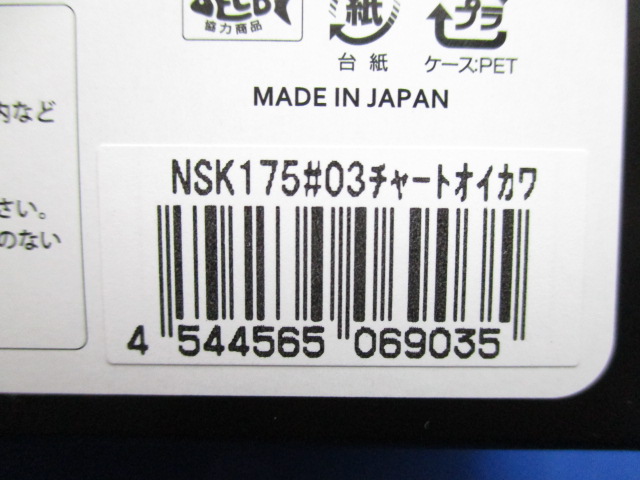 協力商品
紙
プラ
台紙
ケース:PET
MADE IN JAPAN
内など
さい。
のない
NSK175#03チャートオイカワ
4 544565 069035